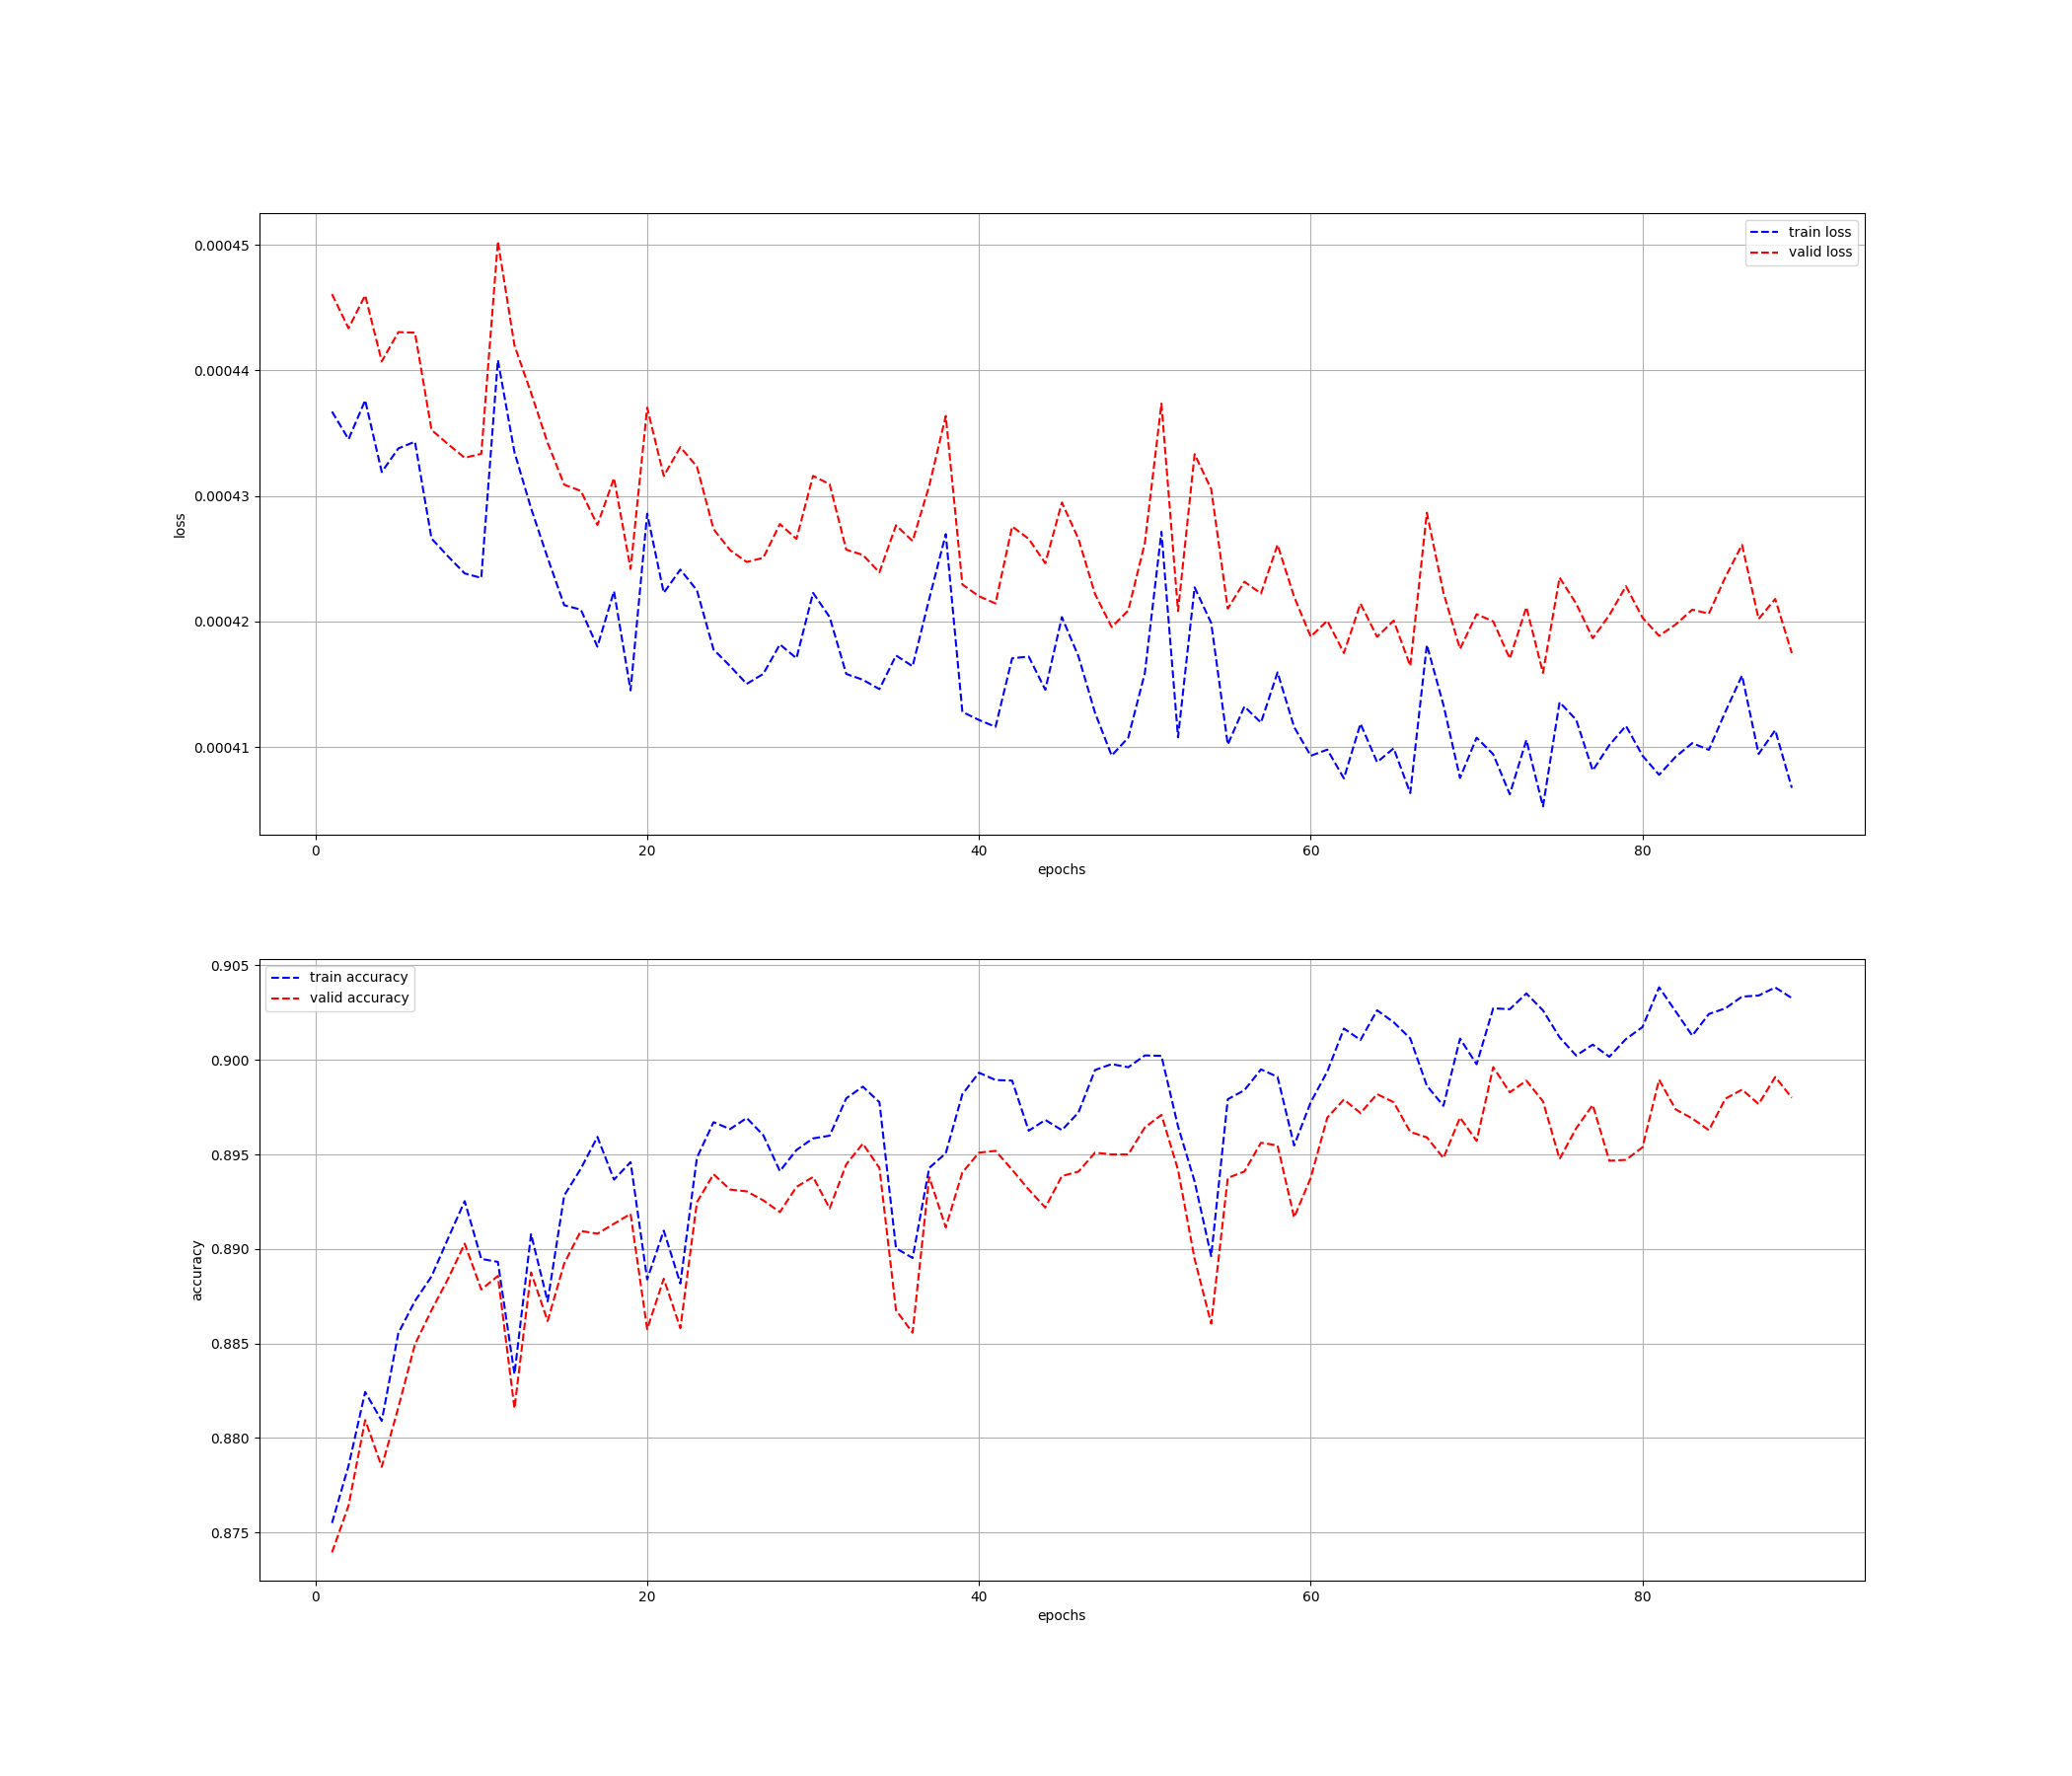 train loss
valid loss
0.00045
0.00044
0.00043
0.00042
0.00041
loss
0 20 40 60 80
epochs
train accuracy
valid accuracy
0.905
0.900
0.895
0.890
0.885
0.880
0.875
accuracy
0 20 40 60 80
epochs